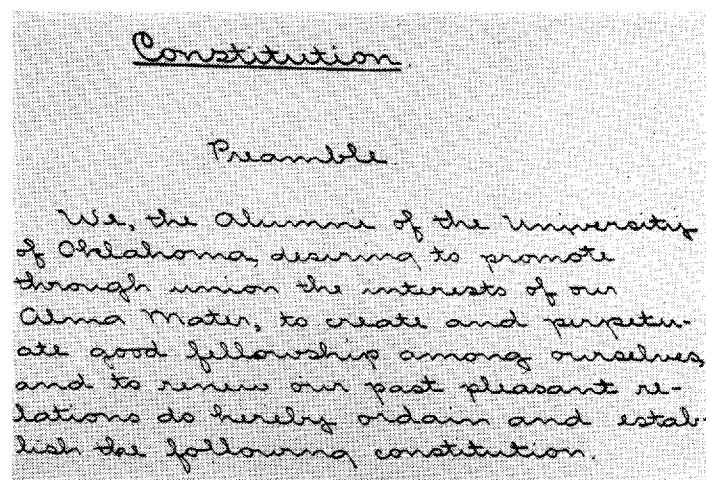 Constitution
Preamble
We, the Alumni of the University
of Oklahoma, desiring to promote
through union the interests of our
Alma Mater, to create and perpetu-
ate good fellowship among ourselves,
and to renew our past pleasant re-
lations do hereby ordain and estab-
lish the following constitution.